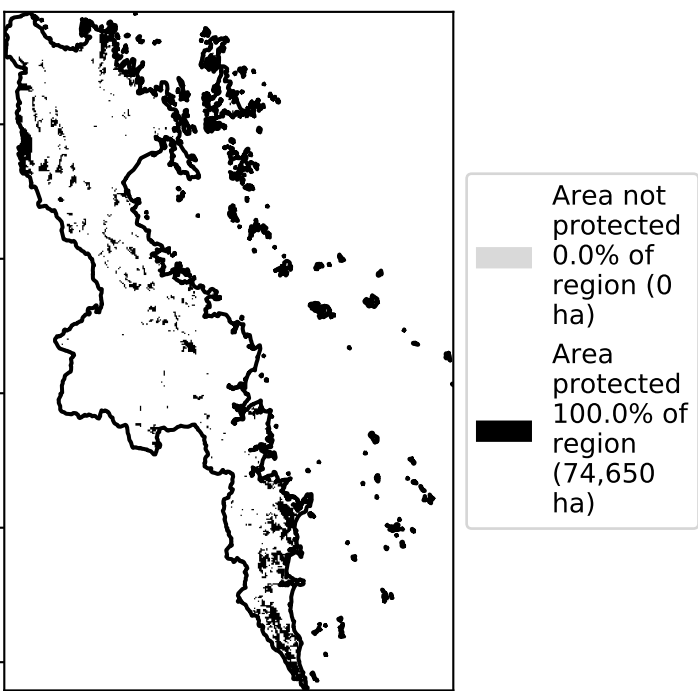 Area not
protected
0.0% of
region (0
ha)
Area
protected
100.0% of
region
(74,650
ha)